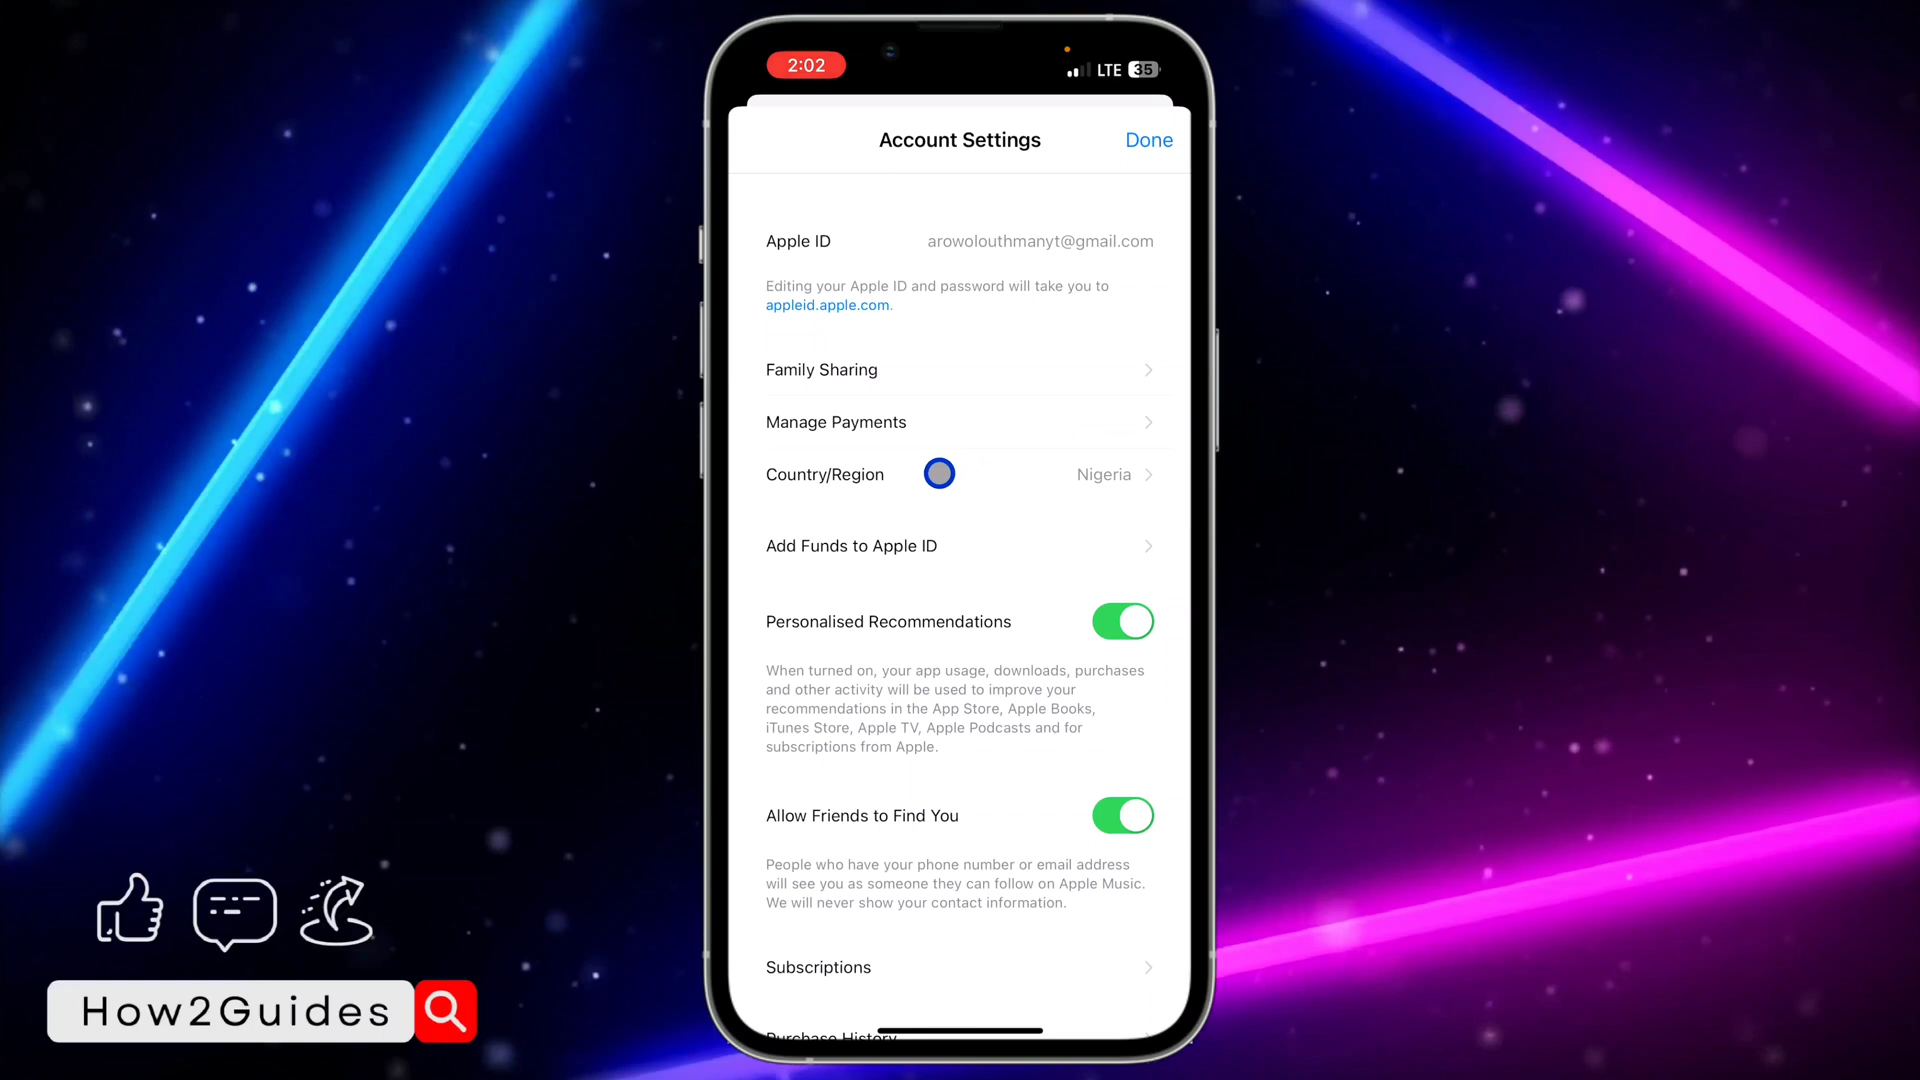 2:02
LTE 35
Account Settings
Done
Apple ID
arowolouthmanyt@gmail.com
Editing your Apple ID and password will take you to
appleid.apple.com.
Family Sharing
Manage Payments
Country/Region
Nigeria
Add Funds to Apple ID
Personalised Recommendations
When turned on, your app usage, downloads, purchases
and other activity will be used to improve your
recommendations in the App Store, Apple Books,
iTunes Store, Apple TV, Apple Podcasts and for
subscriptions from Apple.
Allow Friends to Find You
People who have your phone number or email address
will see you as someone they can follow on Apple Music.
We will never show your contact information.
Subscriptions
Purchase History
How2Guides